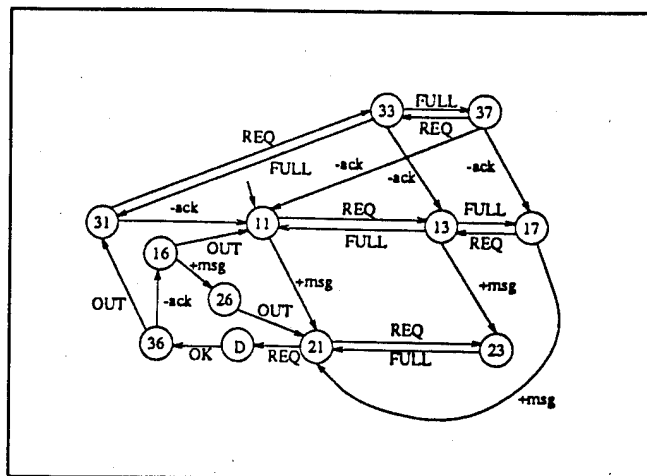 33 FULL 37
REQ
REQ
FULL
-ack
-ack
-ack
31
-ack
11
REQ
13
FULL
17
FULL
REQ
16
OUT
+msg
+msg
+msg
OUT
26
-ack
OUT
REQ
36
OK
D
REQ
21
FULL
23
+msg